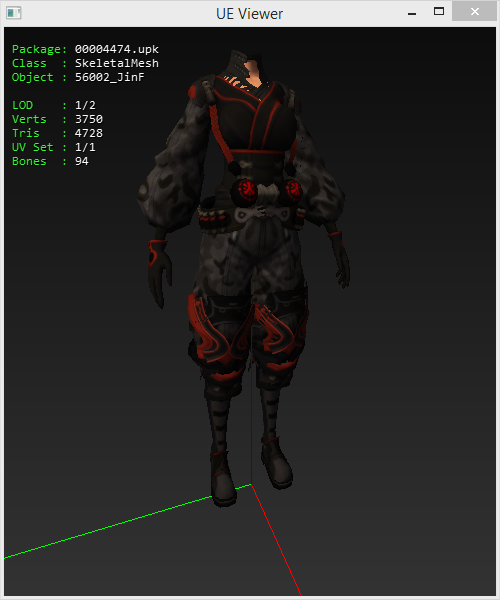 UE Viewer
Package: 00004474.upk
Class : SkeletalMesh
Object : 56002_JinF
LOD : 1/2
Verts : 3750
Tris : 4728
UV Set : 1/1
Bones : 94